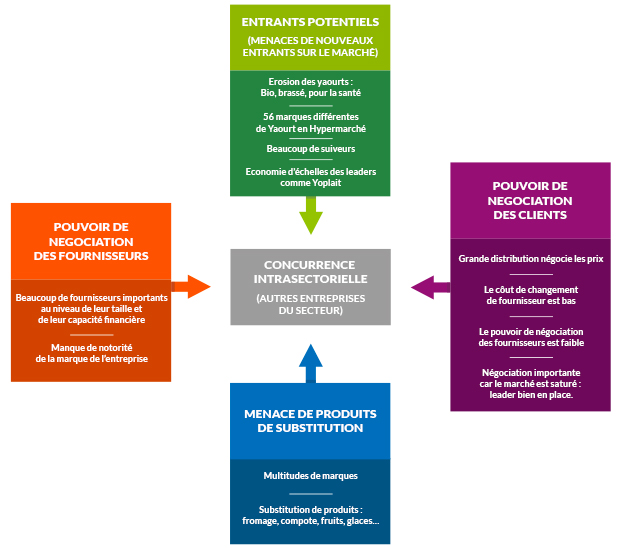 ENTRANTS POTENTIELS
(MENACES DE NOUVEAUX
ENTRANTS SUR LE MARCHÉ)
Erosion des yaourts :
Bio, brassé, pour la santé
56 marques différentes
de Yaourt en Hypermarché
Beaucoup de suiveurs
Economie d'échelles des leaders
comme Yoplait
POUVOIR DE
NEGOCIATION
DES FOURNISSEURS
Beaucoup de fournisseurs importants
au niveau de leur taille et
de leur capacité financière
Manque de notorité
de la marque de l'entreprise
CONCURRENCE
INTRASECTORIELLE
(AUTRES ENTREPRISES
DU SECTEUR)
POUVOIR DE
NEGOCIATION
DES CLIENTS
Grande distribution négocie les prix
Le côut de changement
de fournisseur est bas
Le pouvoir de négociation
des fournisseurs est faible
Négociation importante
car le marché est saturé :
leader bien en place.
MENACE DE PRODUITS
DE SUBSTITUTION
Multitudes de marques
Substitution de produits :
fromage, compote, fruits, glaces...